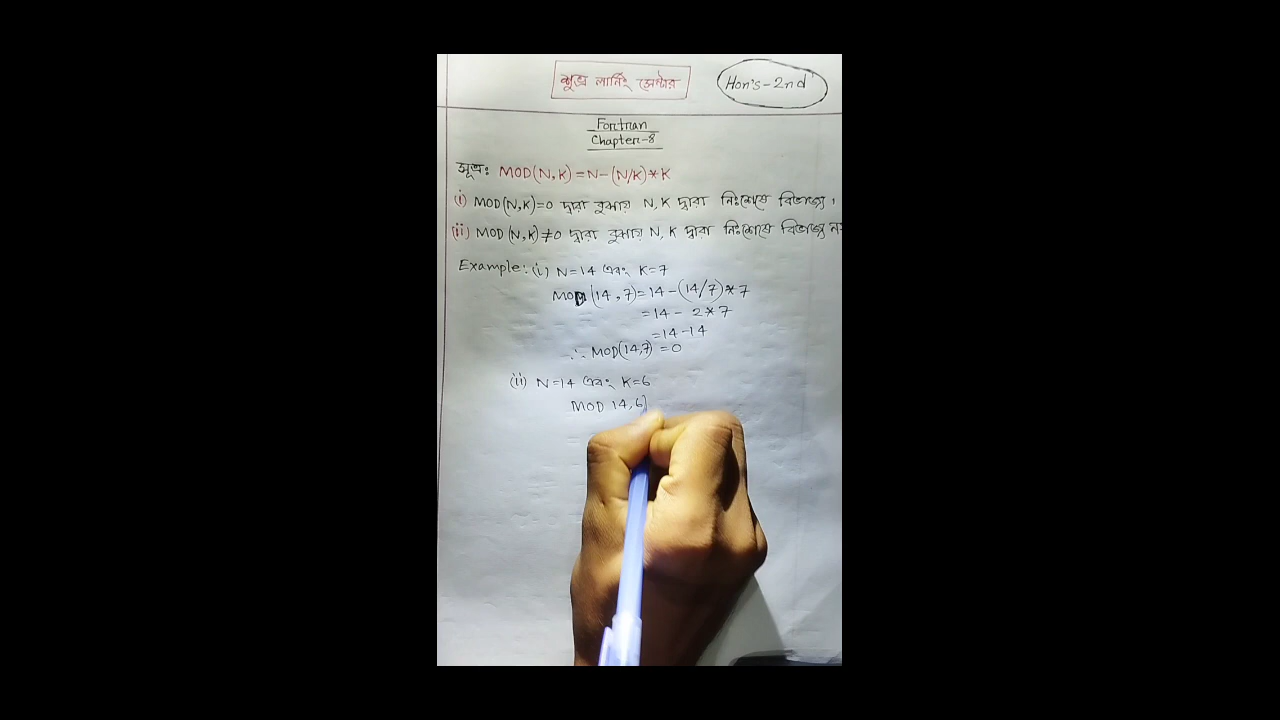 শুভ্র লার্নিং সেন্টার
Hon's-2nd
Fortran
Chapter-8
সূত্র: MOD(N,K)=N-(N/K)*K
(i) MOD(N,K)=0 দ্বারা বুঝায় N, K দ্বারা নিঃশেষে বিভাজ্য।
(ii) MOD(N,K)≠0 দ্বারা বুঝায় N, K দ্বারা নিঃশেষে বিভাজ্য
Example: (i) N=14 এবং K=7
MOD(14,7)=14-(14/7)*7
=14- 2*7
=14-14
∴ MOD(14,7) =0
(ii) N=14 এবং K=6
MOD 14,6)